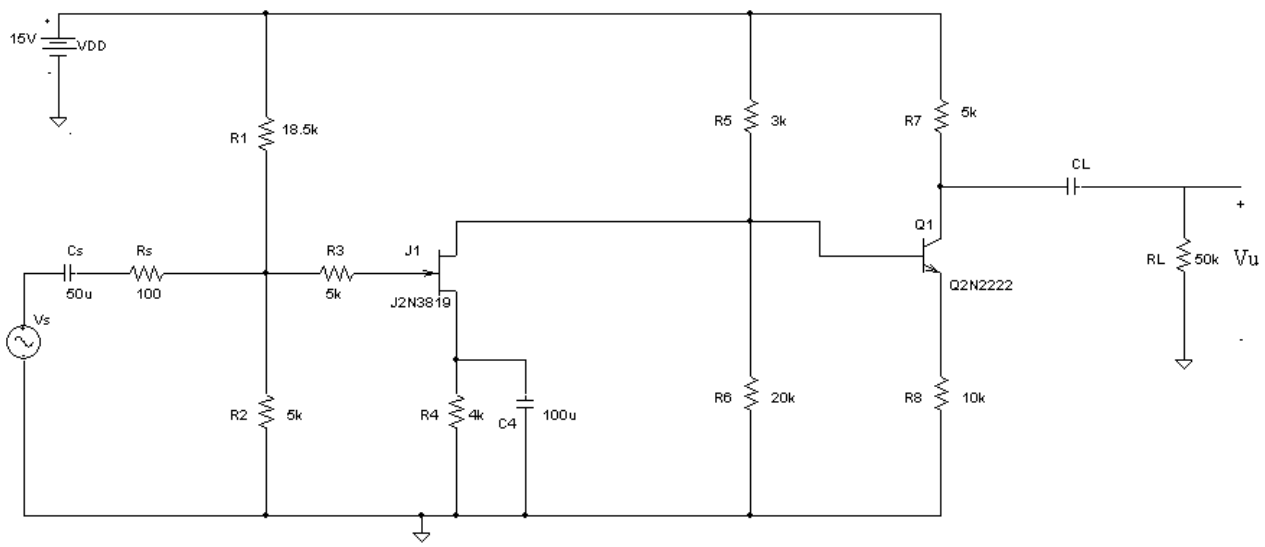 +
15V
VDD
-
R1
18.5k
R5
3k
R7
5k
CL
+
Cs
50u
Rs
100
R3
5k
J1
J2N3819
Q1
Q2N2222
RL
50k
Vu
-
Vs
R2
5k
R4
4k
C4
100u
R6
20k
R8
10k